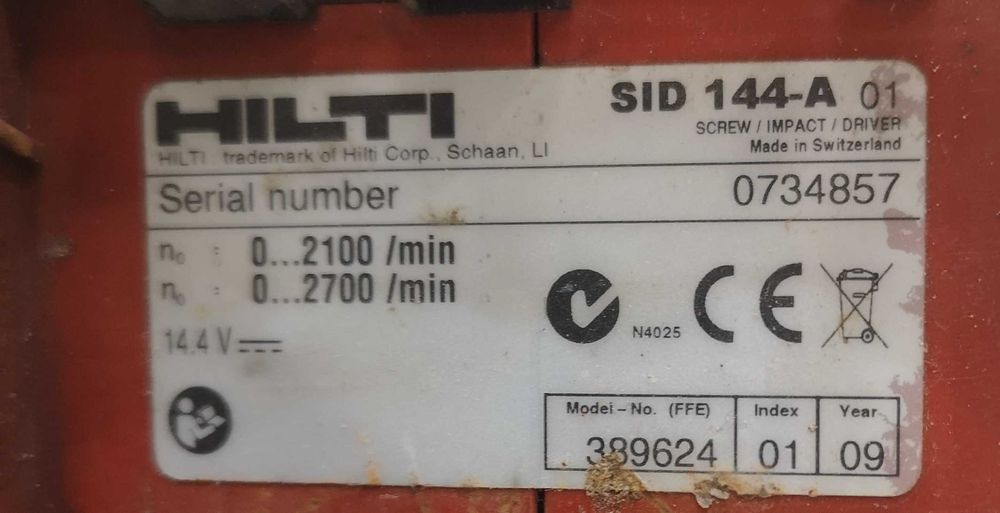 HILTI
SID 144-A 01
SCREW / IMPACT / DRIVER
Made in Switzerland
HILTI trademark of Hilti Corp., Schaan, LI
Serial number 0734857
n₀ : 0...2100 /min
n₀ : 0...2700 /min
14.4 V
N4025
CE
Model - No. (FFE) Index Year
389624 01 09